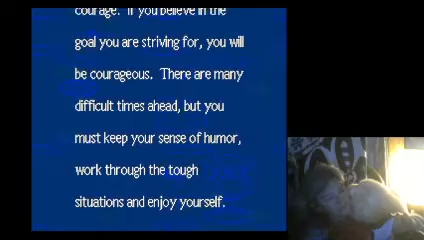 courage. If you believe in the
goal you are striving for, you will
be courageous. There are many
difficult times ahead, but you
must keep your sense of humor,
work through the tough
situations and enjoy yourself.